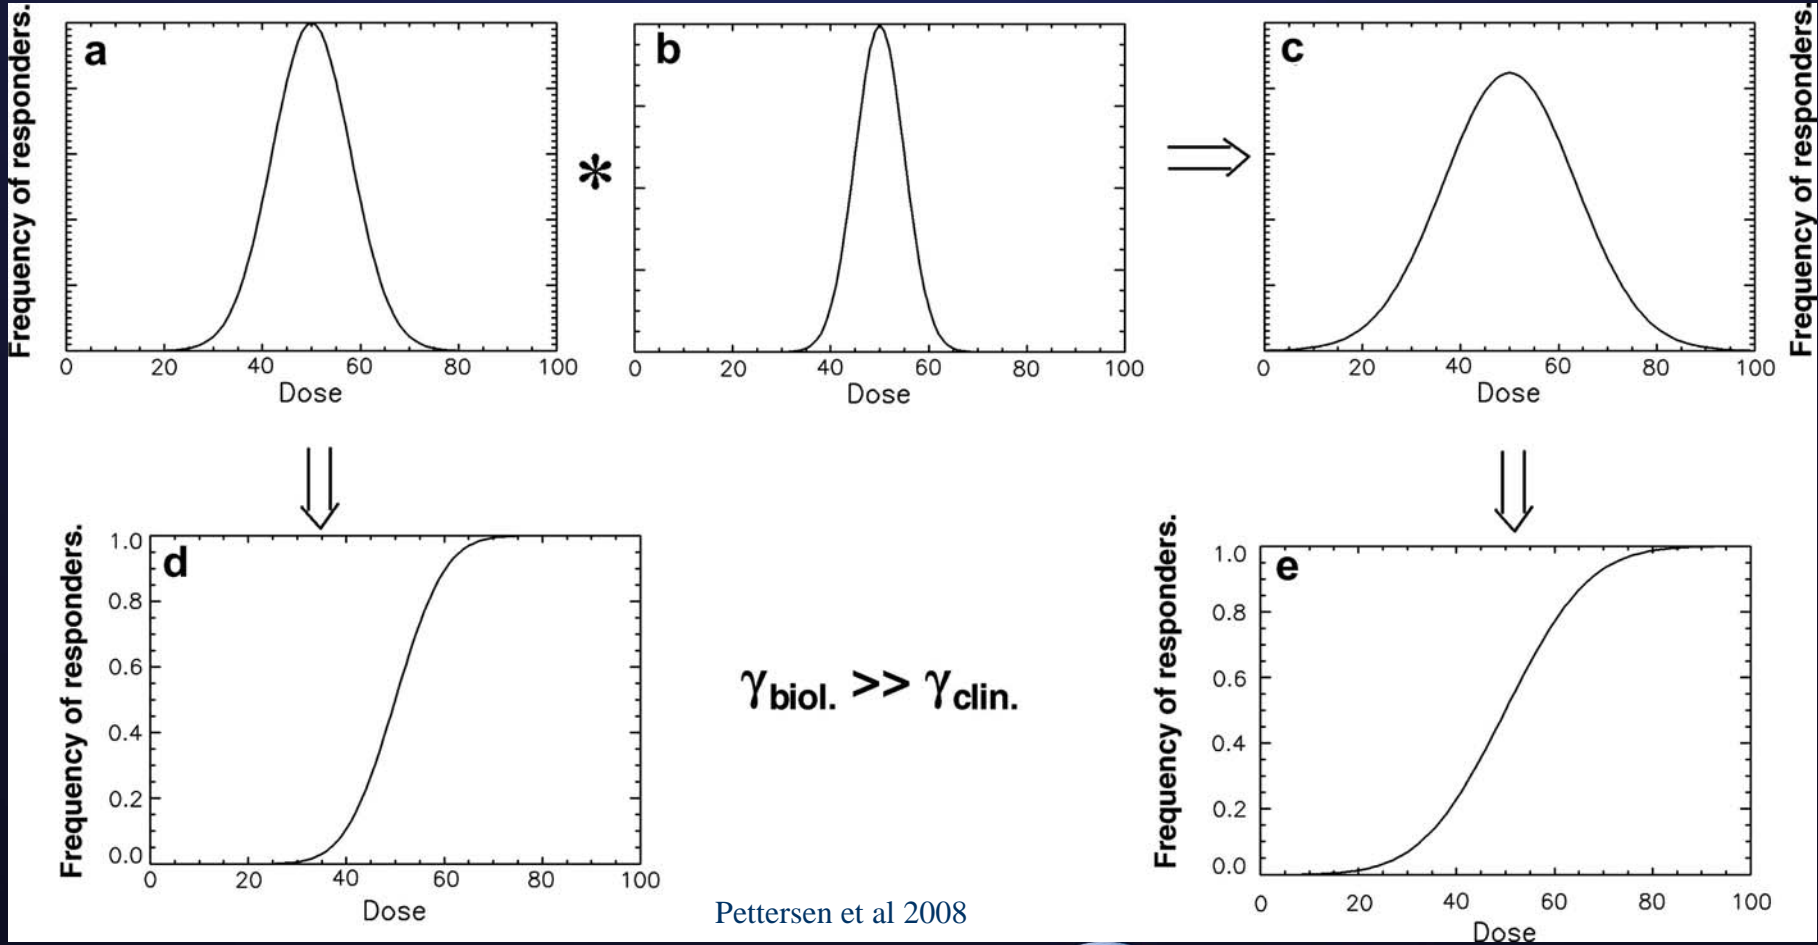 Frequency of responders.
a
0 20 40 60 80 100
Dose
*
b
0 20 40 60 80 100
Dose
c
0 20 40 60 80 100
Dose
Frequency of responders.
Frequency of responders.
d
1.0
0.8
0.6
0.4
0.2
0.0
0 20 40 60 80 100
Dose
γbiol. >> γclin.
Pettersen et al 2008
Frequency of responders.
e
1.0
0.8
0.6
0.4
0.2
0.0
0 20 40 60 80 100
Dose